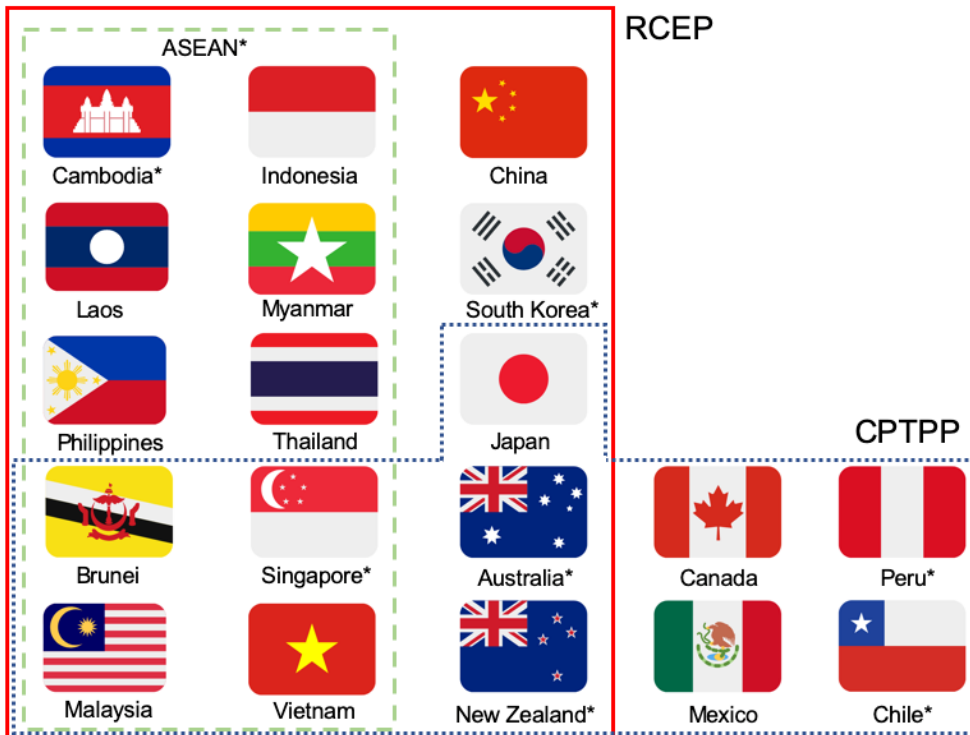 RCEP
ASEAN*
Cambodia*
Indonesia
China
Laos
Myanmar
South Korea*
Philippines
Thailand
Japan
CPTPP
Brunei
Singapore*
Australia*
Canada
Peru*
Malaysia
Vietnam
New Zealand*
Mexico
Chile*